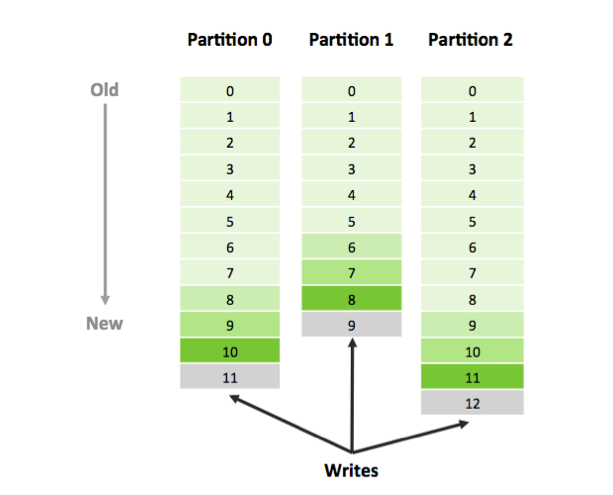 Partition 0 Partition 1 Partition 2
Old
0 0 0
1 1 1
2 2 2
3 3 3
4 4 4
5 5 5
6 6 6
7 7 7
8 8 8
New
9 9 9
10 10
11 11
12
Writes